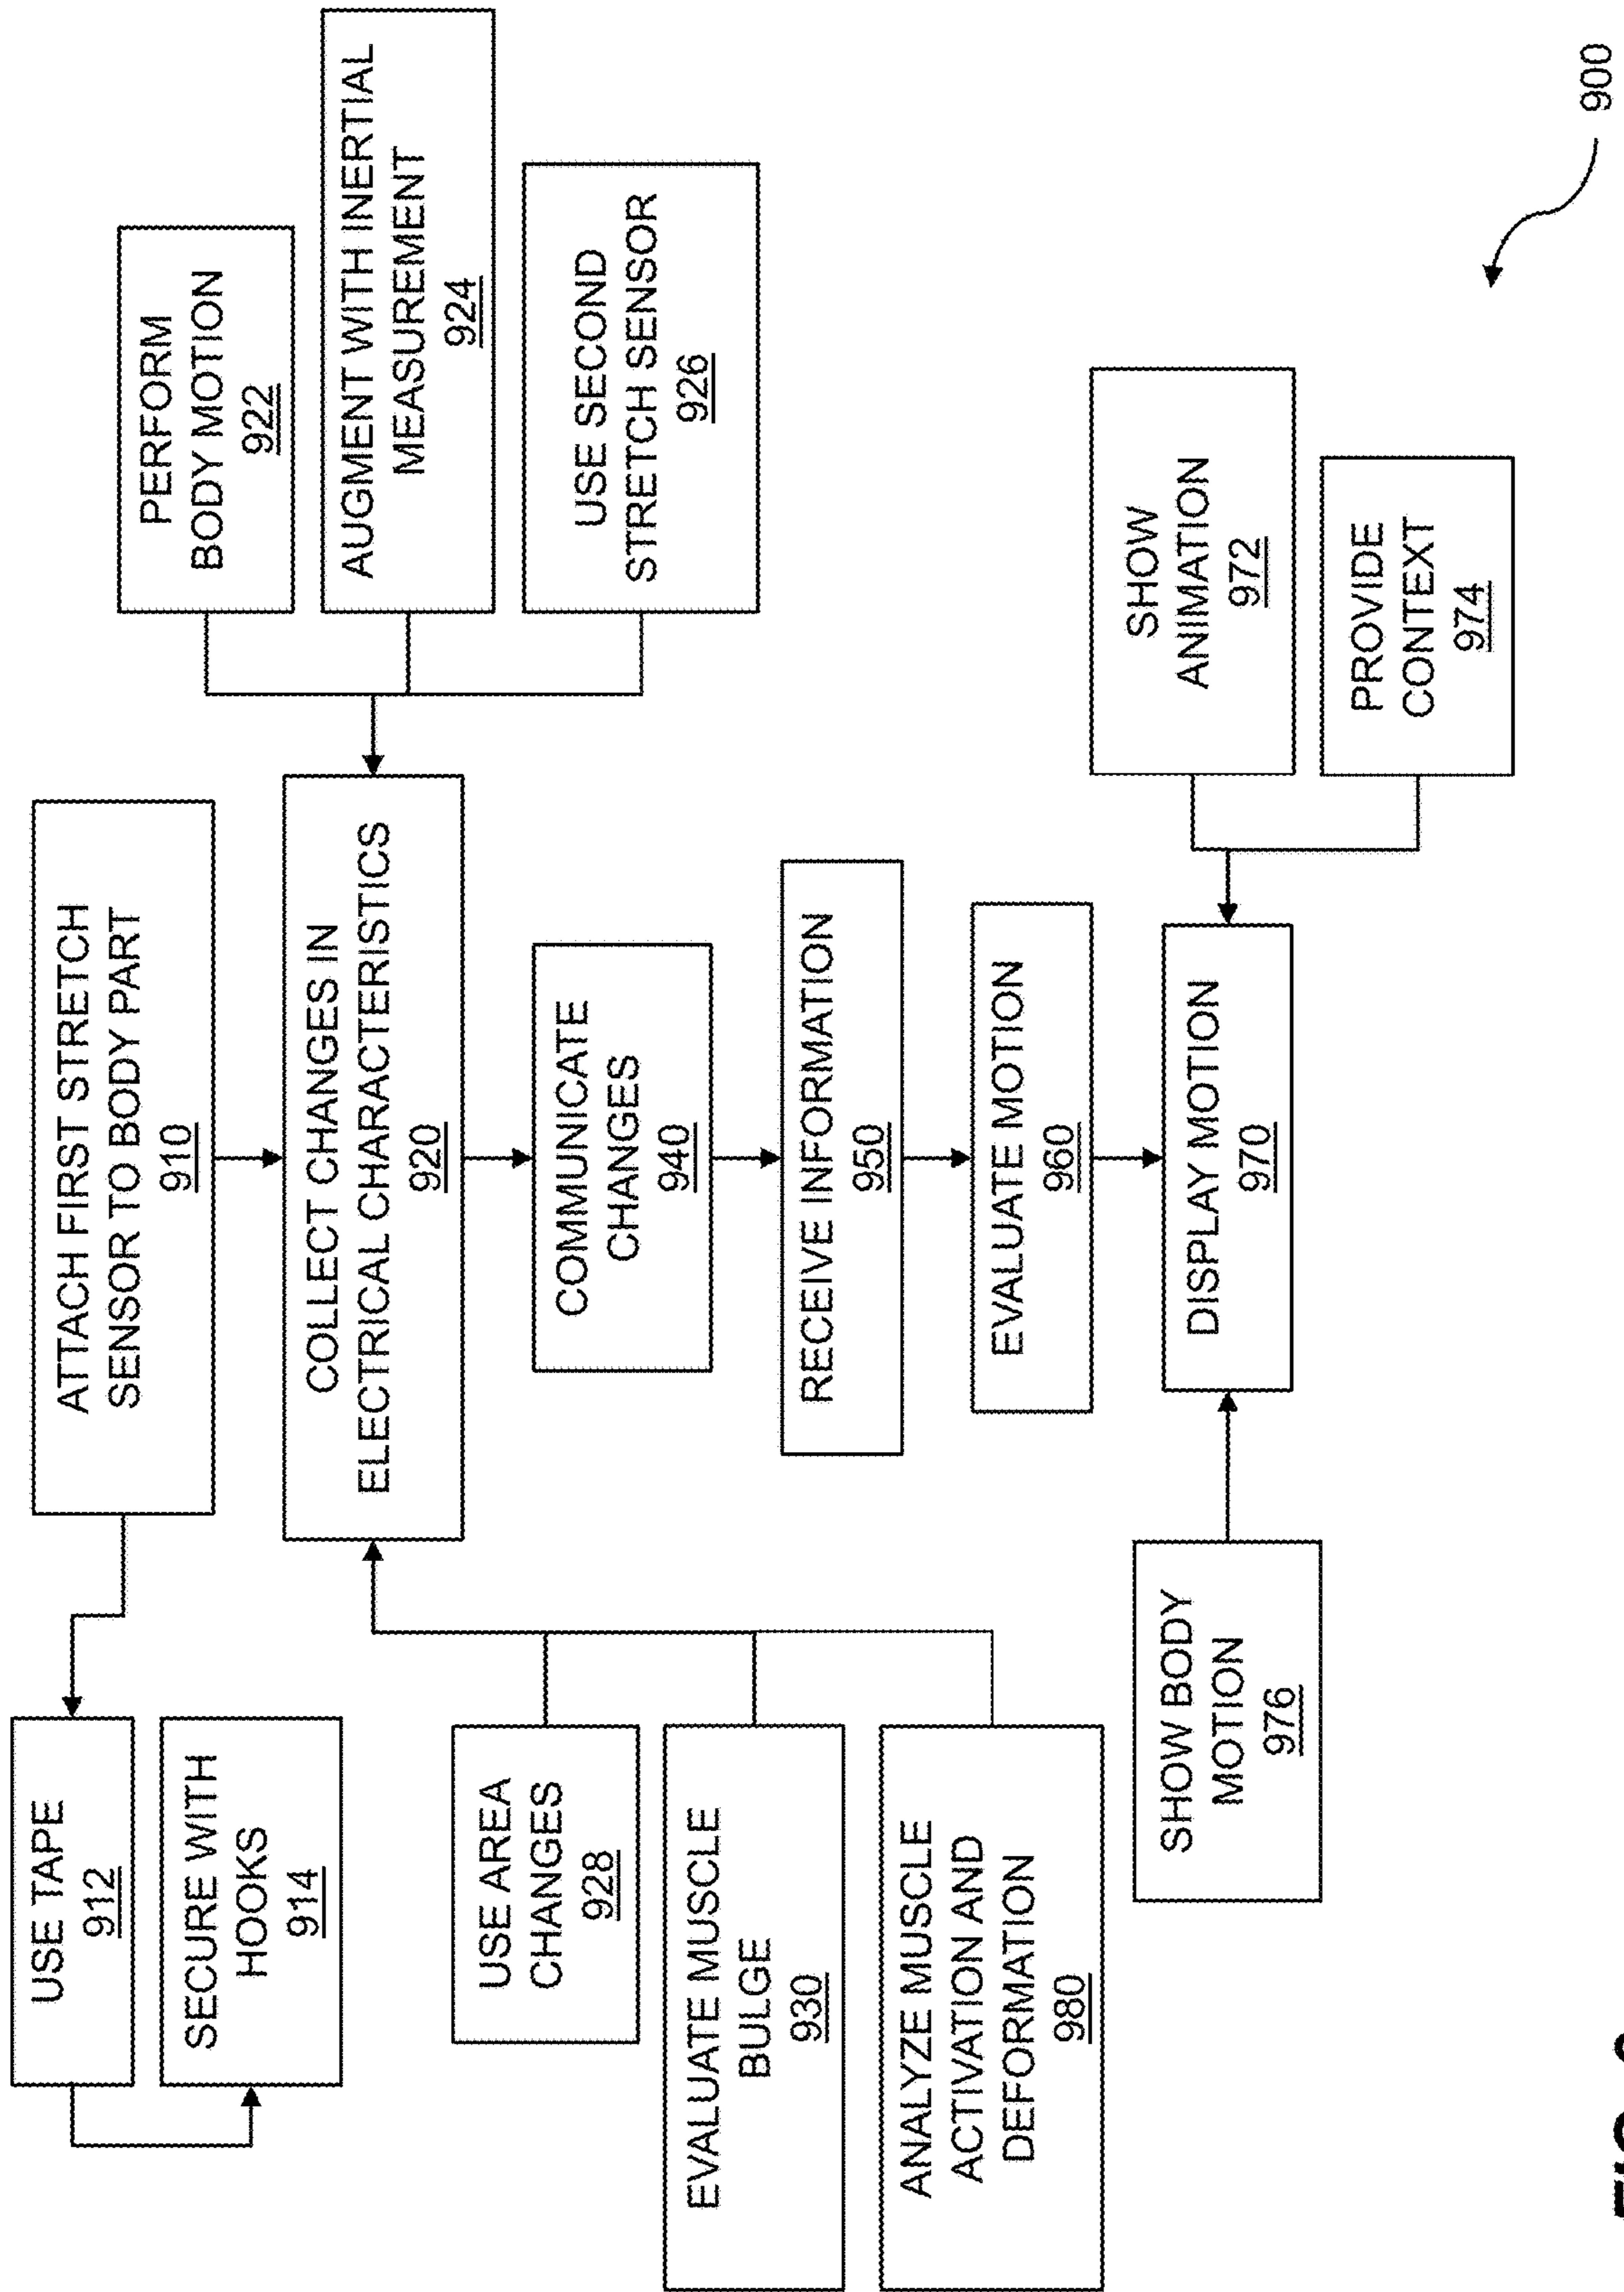 USE TAPE
912
SECURE WITH
HOOKS
914
ATTACH FIRST STRETCH
SENSOR TO BODY PART
910
PERFORM
BODY MOTION
922
AUGMENT WITH INERTIAL
MEASUREMENT
924
USE SECOND
STRETCH SENSOR
926
COLLECT CHANGES IN
ELECTRICAL CHARACTERISTICS
920
USE AREA
CHANGES
928
EVALUATE MUSCLE
BULGE
930
ANALYZE MUSCLE
ACTIVATION AND
DEFORMATION
980
COMMUNICATE
CHANGES
940
RECEIVE INFORMATION
950
EVALUATE MOTION
960
SHOW BODY
MOTION
976
DISPLAY MOTION
970
SHOW
ANIMATION
972
PROVIDE
CONTEXT
974
900
FIG.